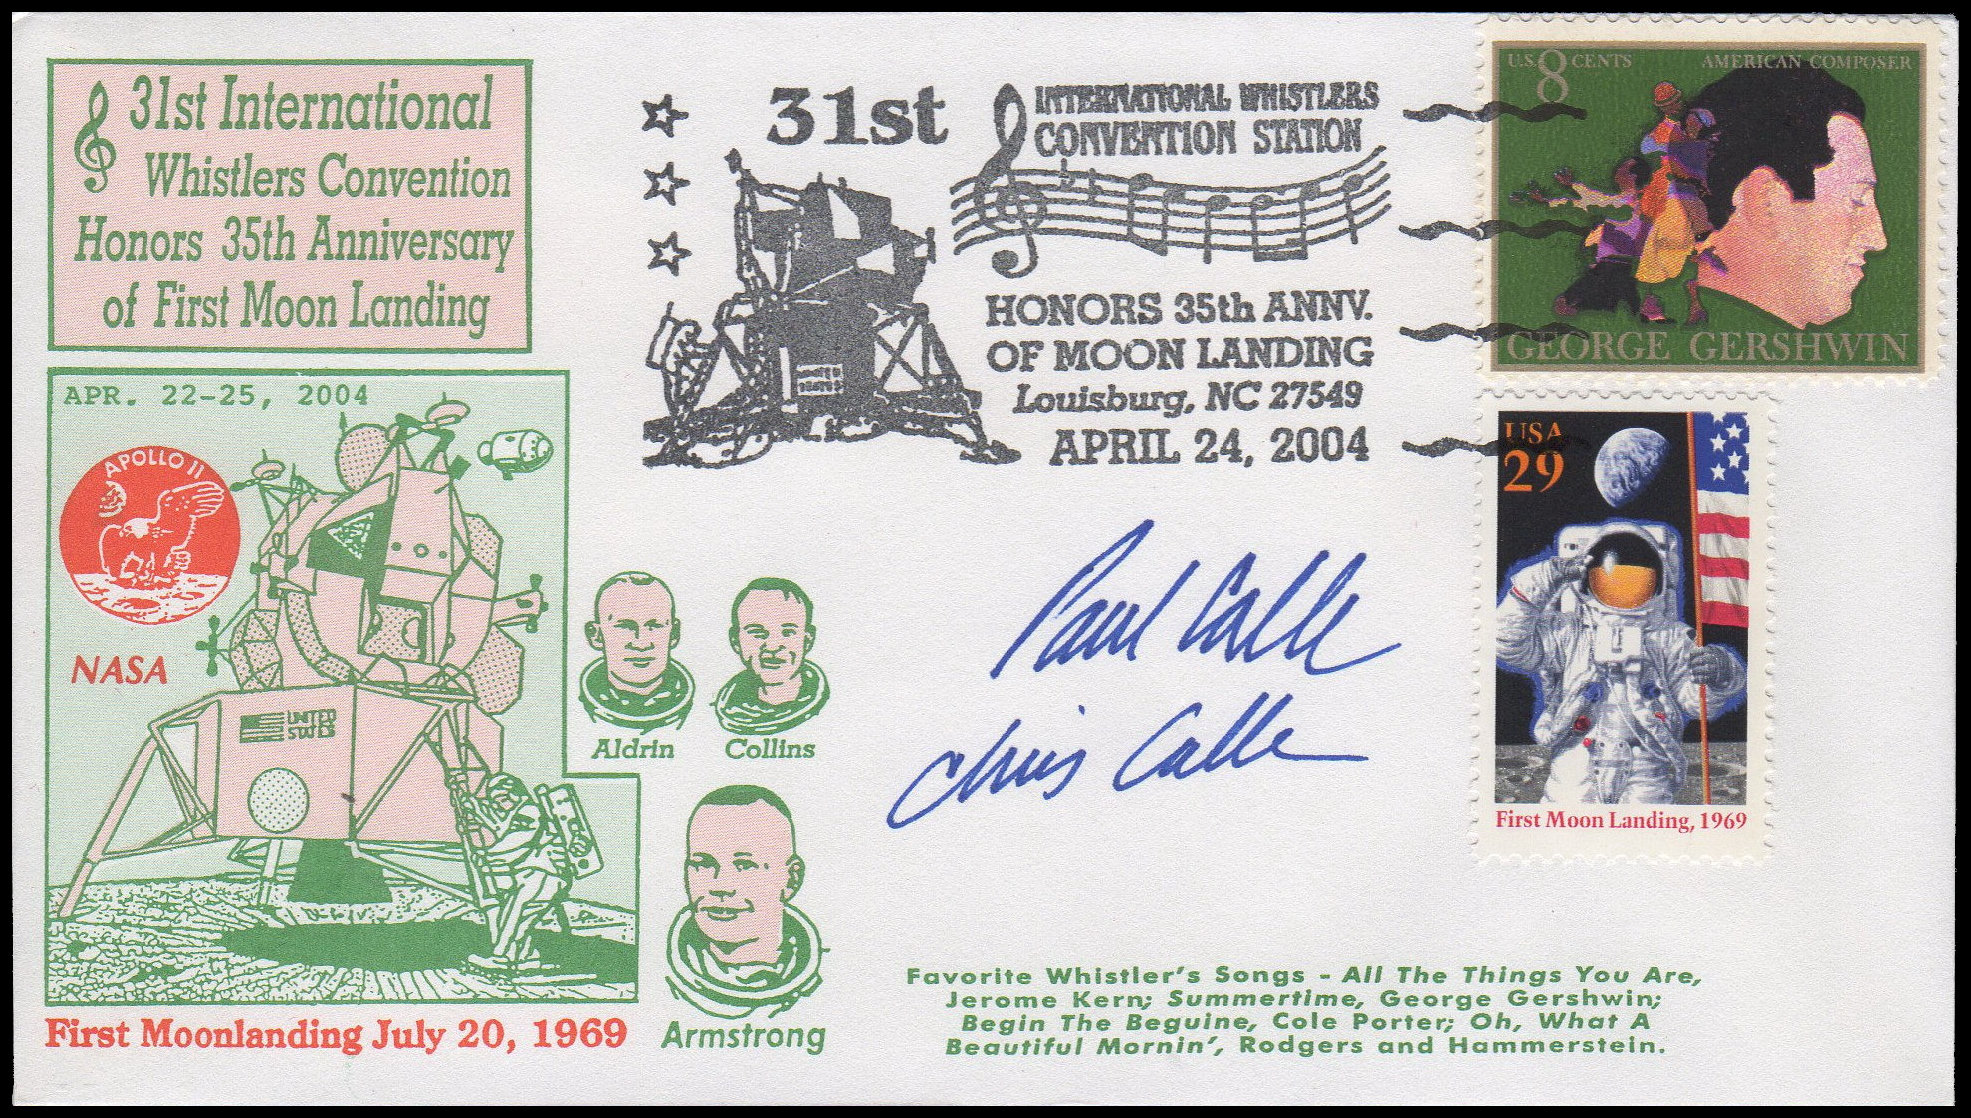 31st International
Whistlers Convention
Honors 35th Anniversary
of First Moon Landing
APR. 22-25, 2004
APOLLO 11
NASA
UNITED
STATES
Aldrin
Collins
Armstrong
First Moonlanding July 20, 1969
31st
INTERNATIONAL WHISTLERS
CONVENTION STATION
HONORS 35th ANNV.
OF MOON LANDING
Louisburg, NC 27549
APRIL 24, 2004
U.S. 8 CENTS
AMERICAN COMPOSER
GEORGE GERSHWIN
USA
29
First Moon Landing, 1969
Paul Calle
Chris Calle
Favorite Whistler's Songs - All The Things You Are,
Jerome Kern; Summertime, George Gershwin;
Begin The Beguine, Cole Porter; Oh, What A
Beautiful Mornin', Rodgers and Hammerstein.